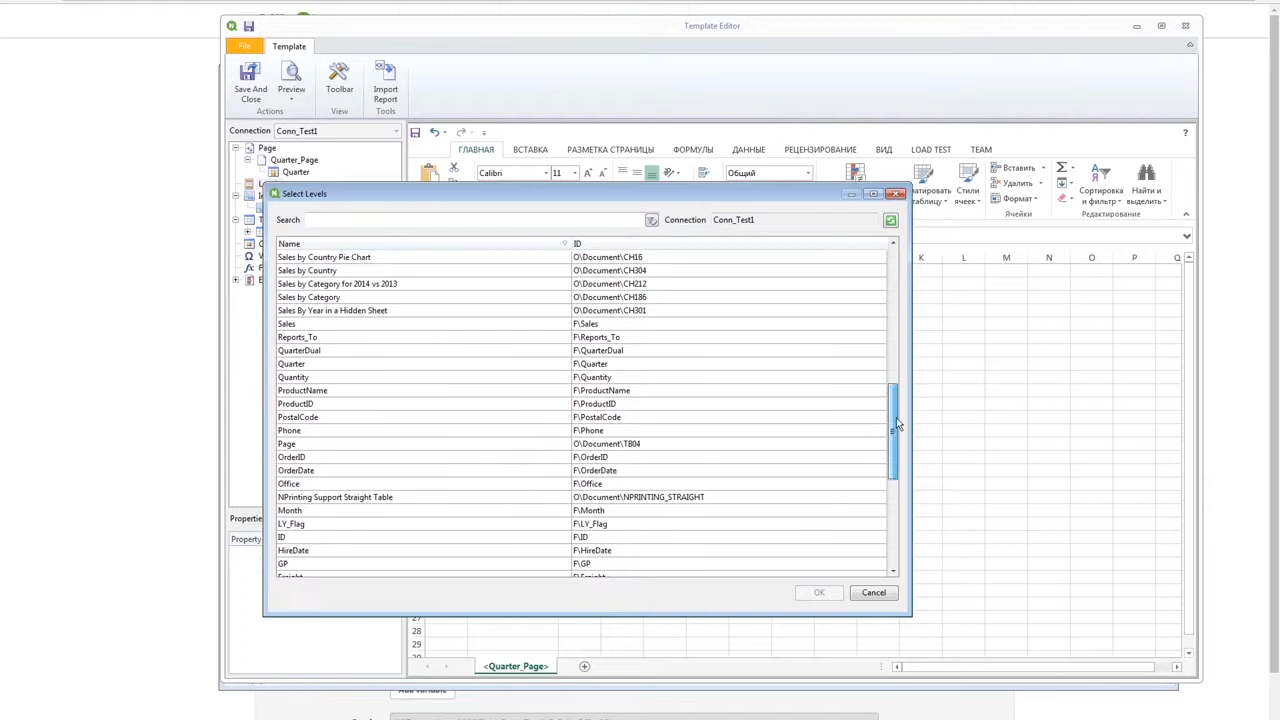 Template Editor
File Template
Save And Close
Preview
Toolbar
Import Report
Actions View Tools
Connection Conn_Test1
Page
Quarter_Page
Quarter
ГЛАВНАЯ ВСТАВКА РАЗМЕТКА СТРАНИЦЫ ФОРМУЛЫ ДАННЫЕ РЕЦЕНЗИРОВАНИЕ ВИД LOAD TEST TEAM
Calibri 11 Общий
Вставить
Удалить
Формат
Стили
Ячейки
Сортировка и фильтр
Найти и выделить
Редактирование
K L M N O P Q
Select Levels
Search Connection Conn_Test1
Name ID
Sales by Country Pie Chart O\Document\CH16
Sales by Country O\Document\CH304
Sales by Category for 2014 vs 2013 O\Document\CH212
Sales by Category O\Document\CH186
Sales By Year in a Hidden Sheet O\Document\CH301
Sales F\Sales
Reports_To F\Reports_To
QuarterDual F\QuarterDual
Quarter F\Quarter
Quantity F\Quantity
ProductName F\ProductName
ProductID F\ProductID
PostalCode F\PostalCode
Phone F\Phone
Page O\Document\TB04
OrderID F\OrderID
OrderDate F\OrderDate
Office F\Office
NPrinting Support Straight Table O\Document\NPRINTING_STRAIGHT
Month F\Month
LY_Flag F\LY_Flag
ID F\ID
HireDate F\HireDate
GP F\GP
OK Cancel
Property
28
29
<Quarter_Page>